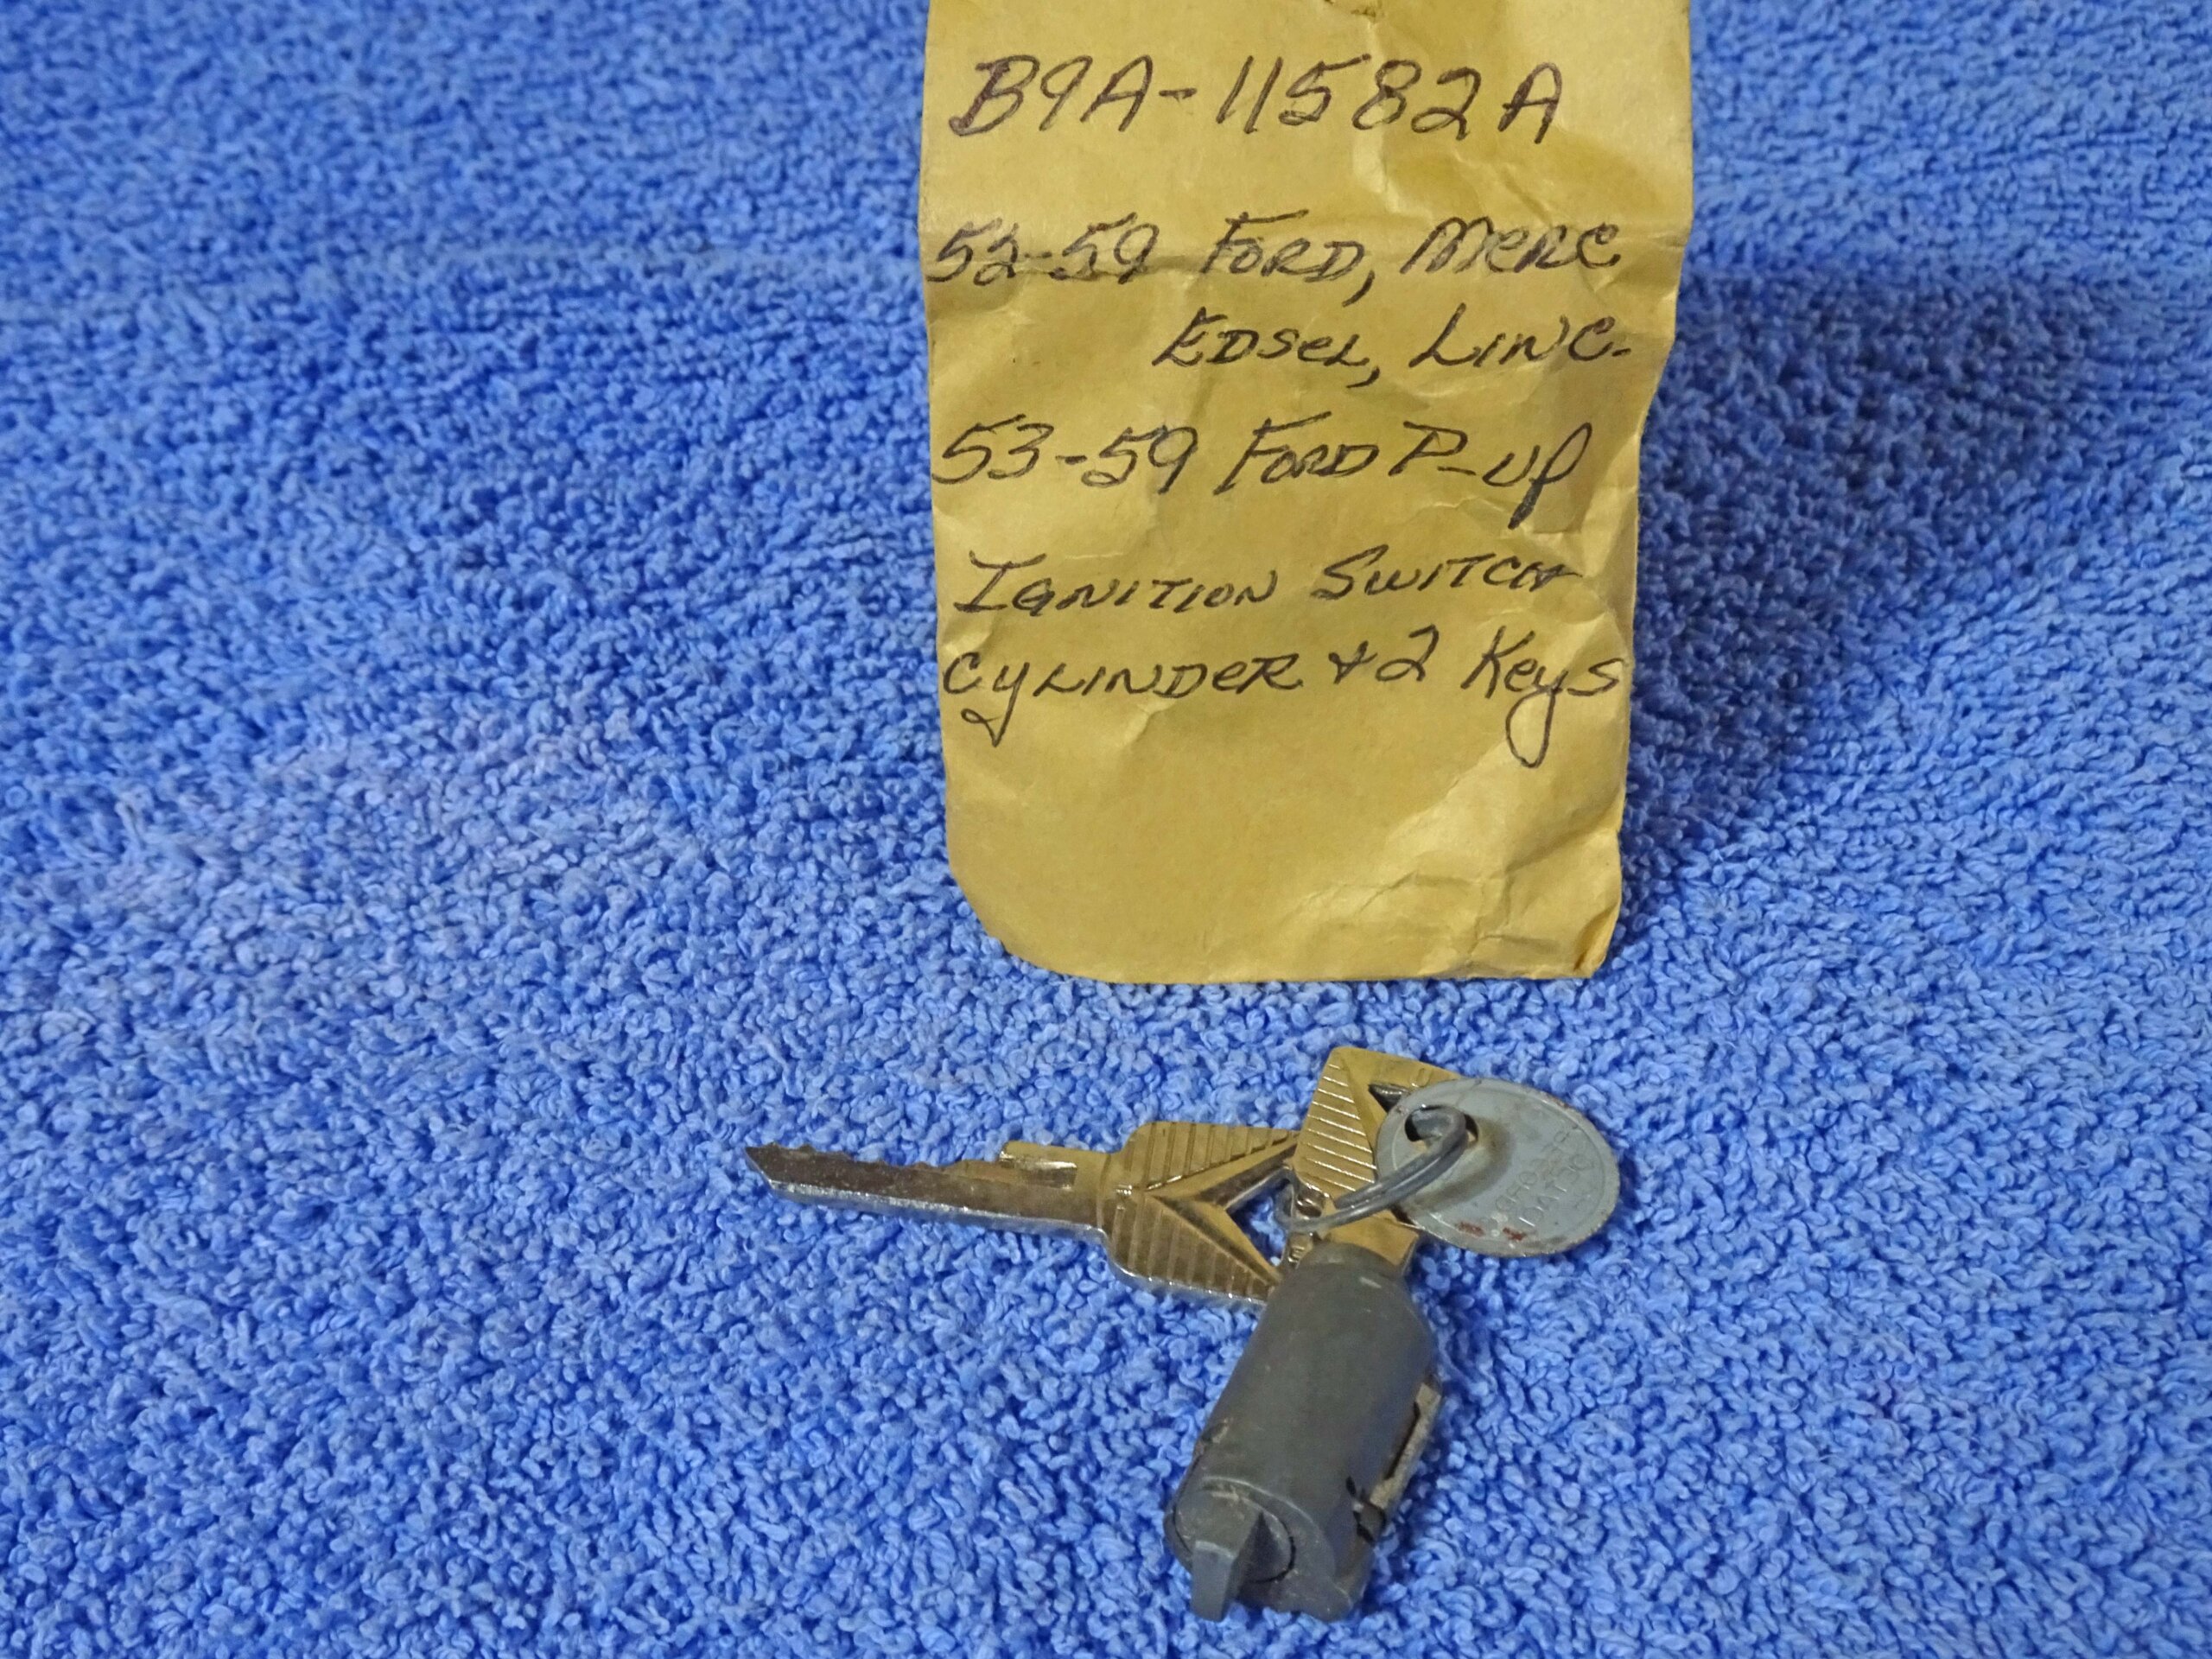 B9A-11582A
52-59 FORD, MERC
EDSEL, LINC.
53-59 FORD P-UP
IGNITION SWITCH
CYLINDER + 2 Keys